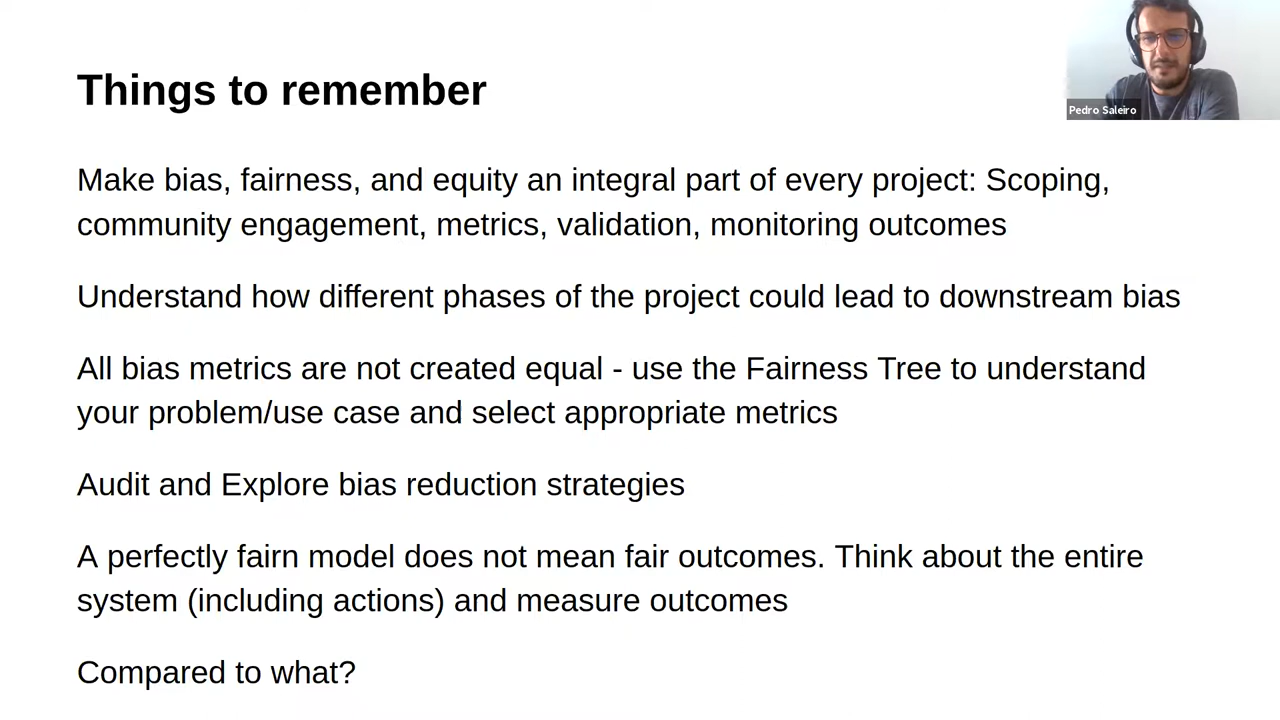 Things to remember
Pedro Saleiro
Make bias, fairness, and equity an integral part of every project: Scoping,
community engagement, metrics, validation, monitoring outcomes
Understand how different phases of the project could lead to downstream bias
All bias metrics are not created equal - use the Fairness Tree to understand
your problem/use case and select appropriate metrics
Audit and Explore bias reduction strategies
A perfectly fairn model does not mean fair outcomes. Think about the entire
system (including actions) and measure outcomes
Compared to what?